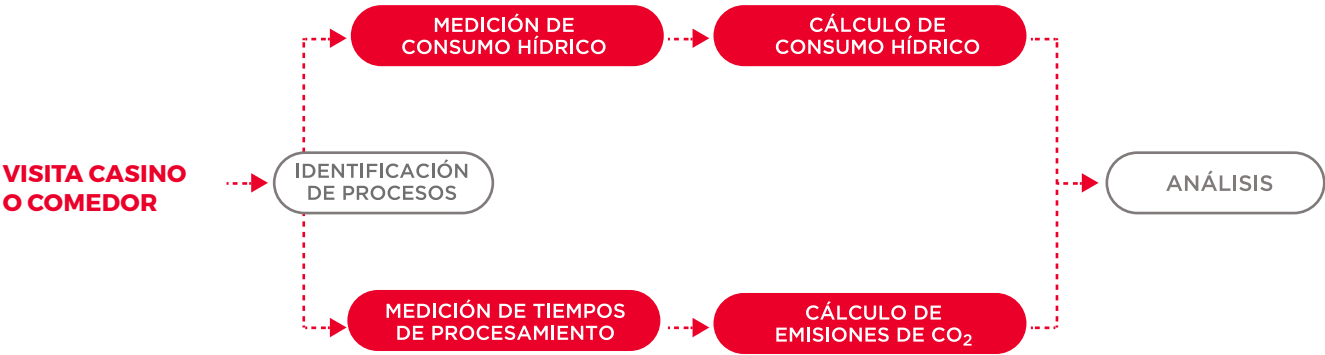 MEDICIÓN DE
CONSUMO HÍDRICO
CÁLCULO DE
CONSUMO HÍDRICO
VISITA CASINO
O COMEDOR
IDENTIFICACIÓN
DE PROCESOS
ANÁLISIS
MEDICIÓN DE TIEMPOS
DE PROCESAMIENTO
CÁLCULO DE
EMISIONES DE CO₂